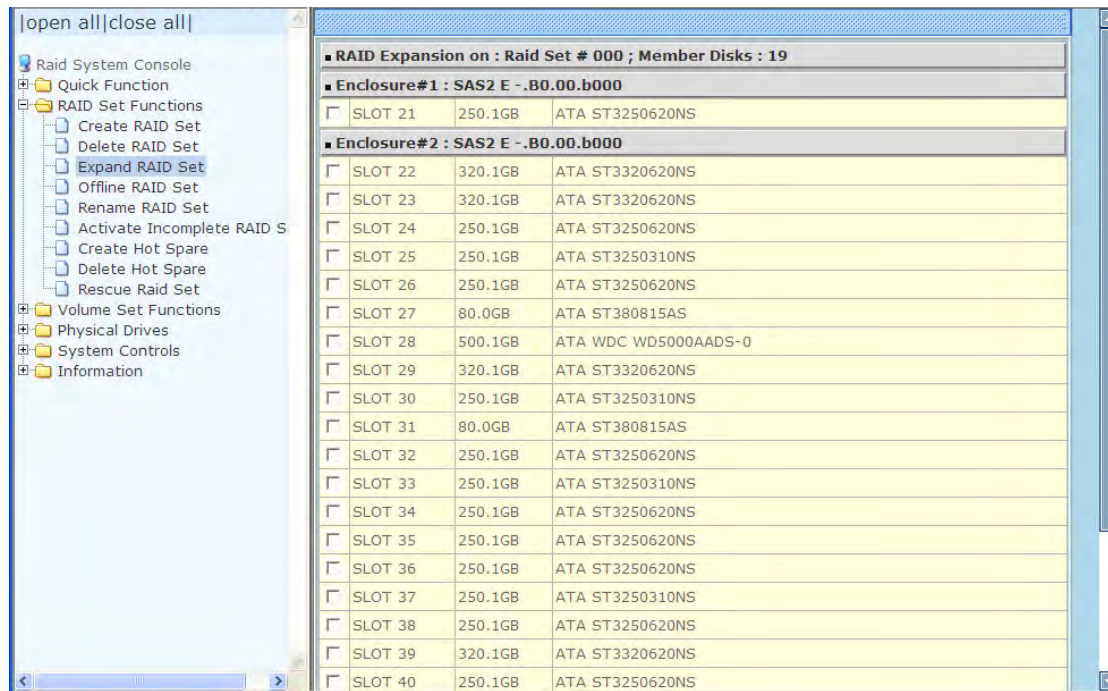 |open all|close all|
Raid System Console
Quick Function
RAID Set Functions
Create RAID Set
Delete RAID Set
Expand RAID Set
Offline RAID Set
Rename RAID Set
Activate Incomplete RAID S
Create Hot Spare
Delete Hot Spare
Rescue Raid Set
Volume Set Functions
Physical Drives
System Controls
Information
RAID Expansion on : Raid Set # 000 ; Member Disks : 19
Enclosure#1 : SAS2 E -.B0.00.b000
SLOT 21 250.1GB ATA ST3250620NS
Enclosure#2 : SAS2 E -.B0.00.b000
SLOT 22 320.1GB ATA ST3320620NS
SLOT 23 320.1GB ATA ST3320620NS
SLOT 24 250.1GB ATA ST3250620NS
SLOT 25 250.1GB ATA ST3250310NS
SLOT 26 250.1GB ATA ST3250620NS
SLOT 27 80.0GB ATA ST380815AS
SLOT 28 500.1GB ATA WDC WD5000AADS-0
SLOT 29 320.1GB ATA ST3320620NS
SLOT 30 250.1GB ATA ST3250310NS
SLOT 31 80.0GB ATA ST380815AS
SLOT 32 250.1GB ATA ST3250620NS
SLOT 33 250.1GB ATA ST3250310NS
SLOT 34 250.1GB ATA ST3250620NS
SLOT 35 250.1GB ATA ST3250620NS
SLOT 36 250.1GB ATA ST3250620NS
SLOT 37 250.1GB ATA ST3250310NS
SLOT 38 250.1GB ATA ST3250620NS
SLOT 39 320.1GB ATA ST3320620NS
SLOT 40 250.1GB ATA ST3250620NS